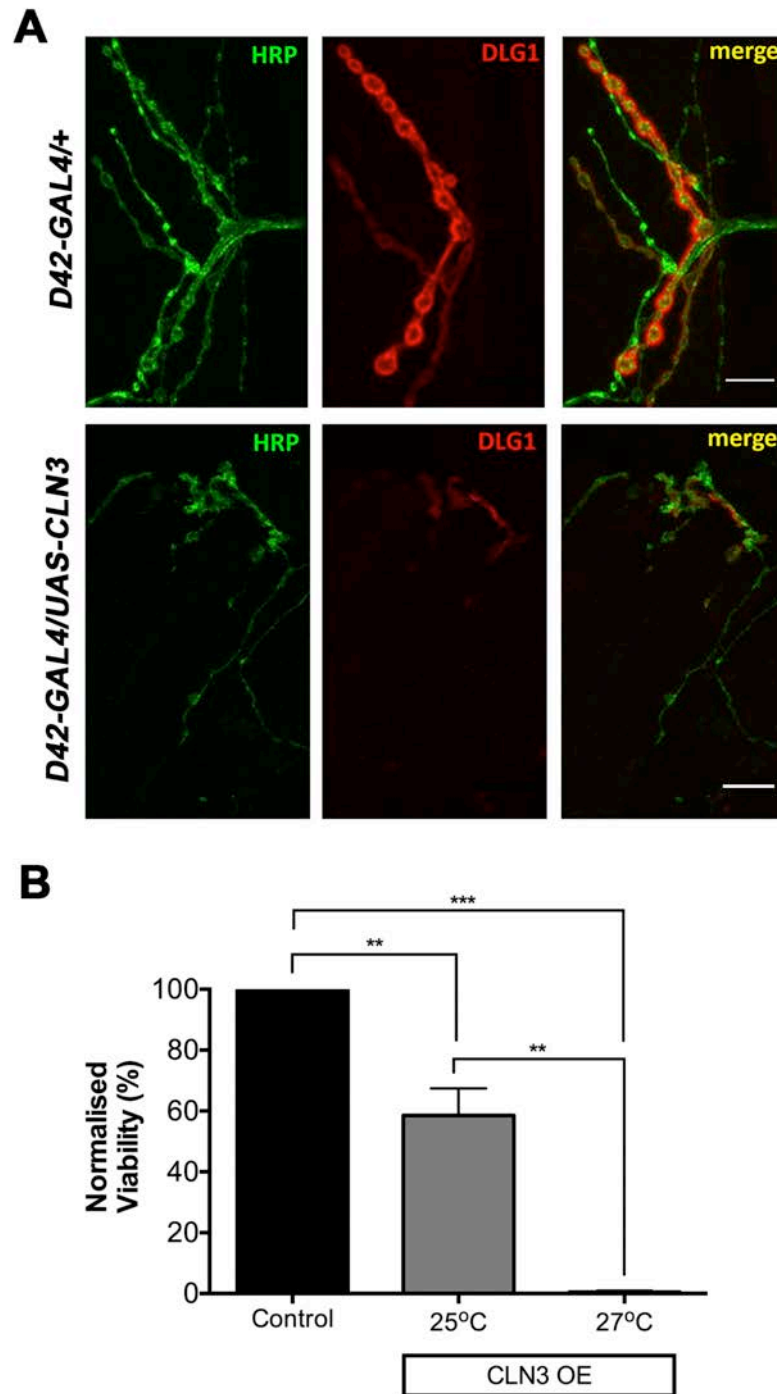 A
HRP
DLG1
merge
D42-GAL4/+
HRP
DLG1
merge
D42-GAL4/UAS-CLN3
B
***
**
**
Normalised
Viability (%)
100
80
60
40
20
0
Control
25ºC
27ºC
CLN3 OE